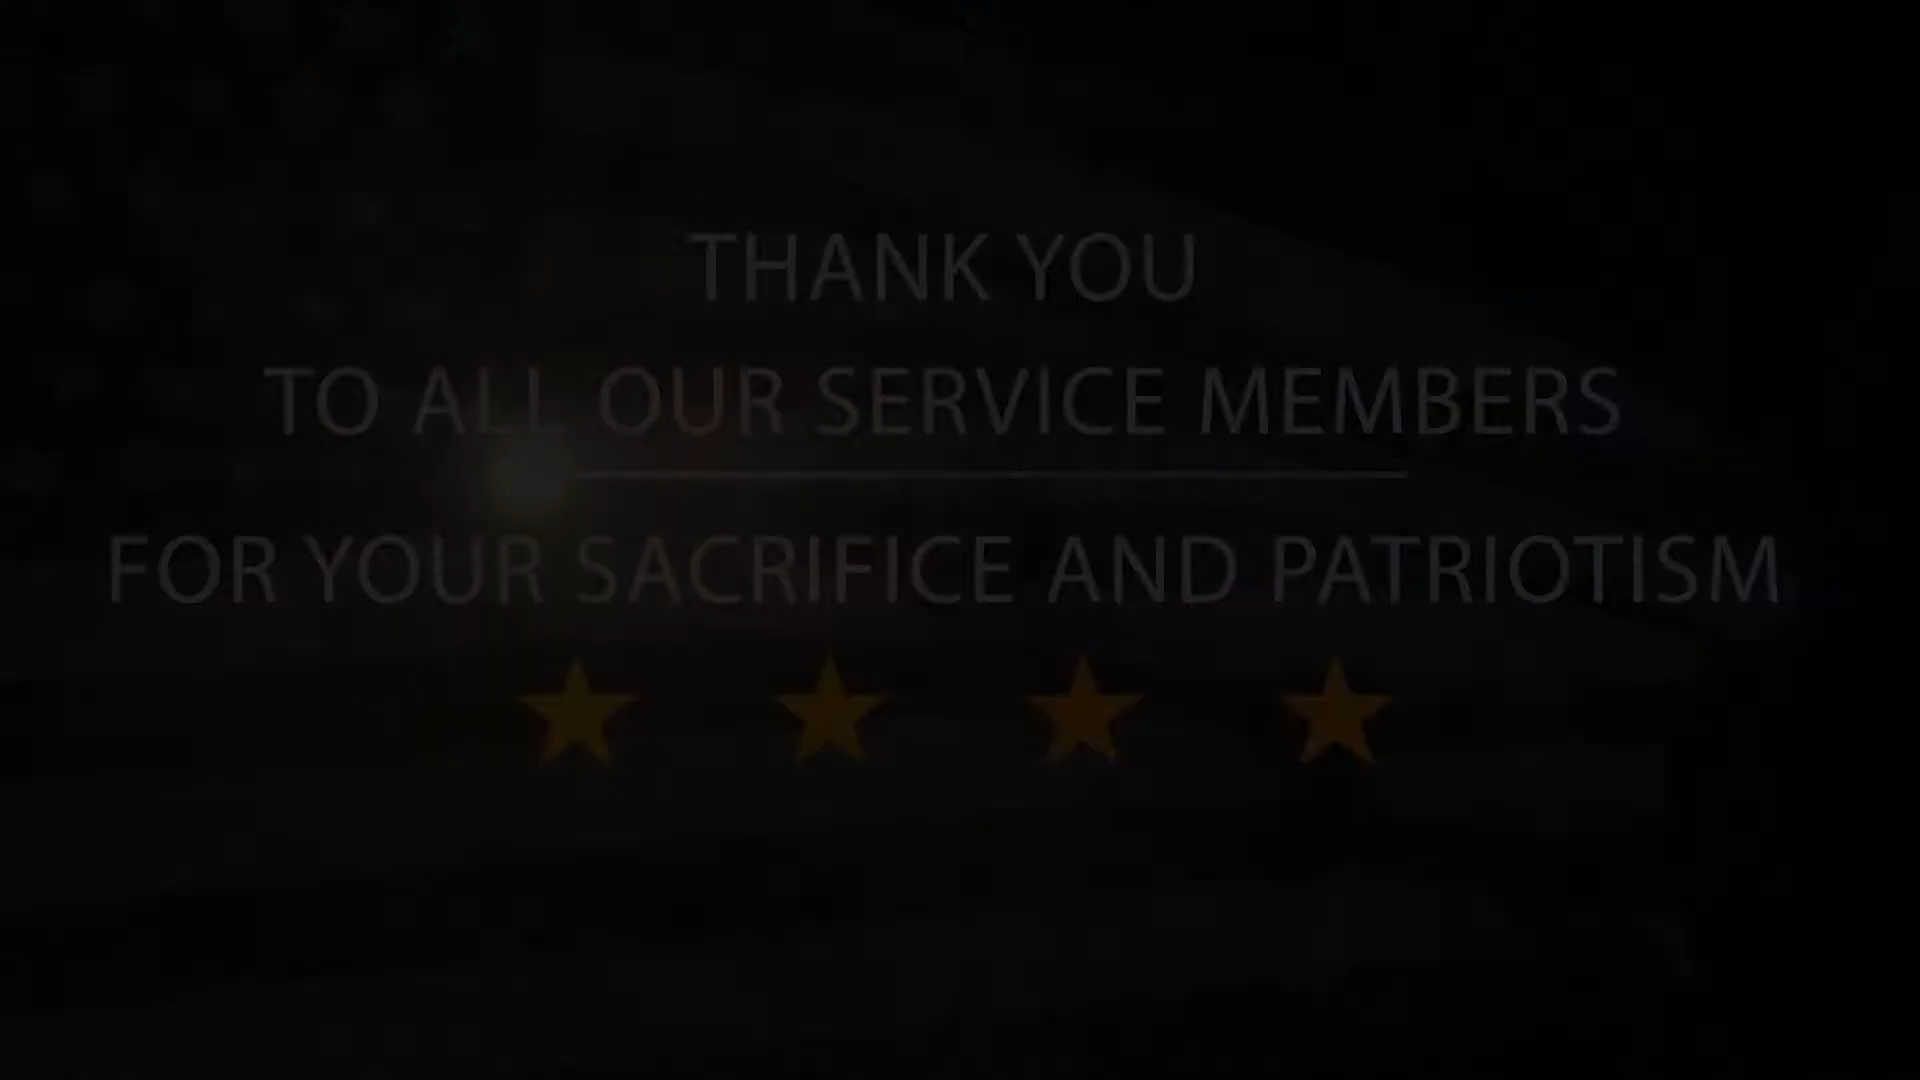 THANK YOU
TO ALL OUR SERVICE MEMBERS
FOR YOUR SACRIFICE AND PATRIOTISM